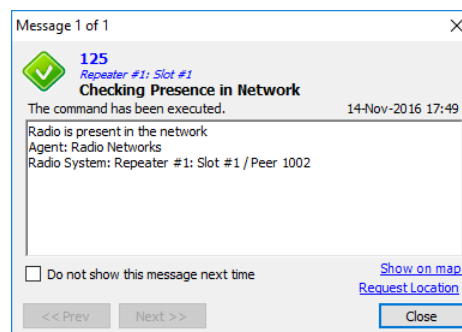 Message 1 of 1
125
Repeater #1: Slot #1
Checking Presence in Network
The command has been executed. 14-Nov-2016 17:49
Radio is present in the network
Agent: Radio Networks
Radio System: Repeater #1: Slot #1 / Peer 1002
Do not show this message next time
Show on map
Request Location
<< Prev Next >> Close